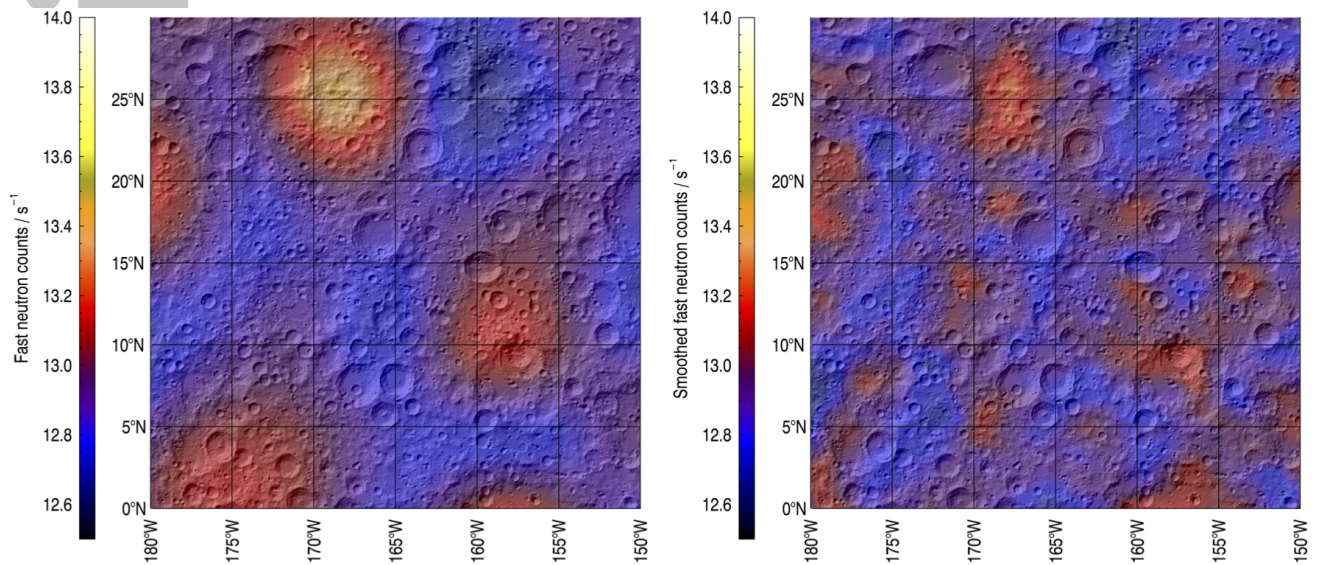 14.0
13.8
13.6
13.4
13.2
13.0
12.8
12.6
Fast neutron counts / s⁻¹
25°N
20°N
15°N
10°N
5°N
0°N
180°W
175°W
170°W
165°W
160°W
155°W
150°W
14.0
13.8
13.6
13.4
13.2
13.0
12.8
12.6
Smoothed fast neutron counts / s⁻¹
25°N
20°N
15°N
10°N
5°N
0°N
180°W
175°W
170°W
165°W
160°W
155°W
150°W